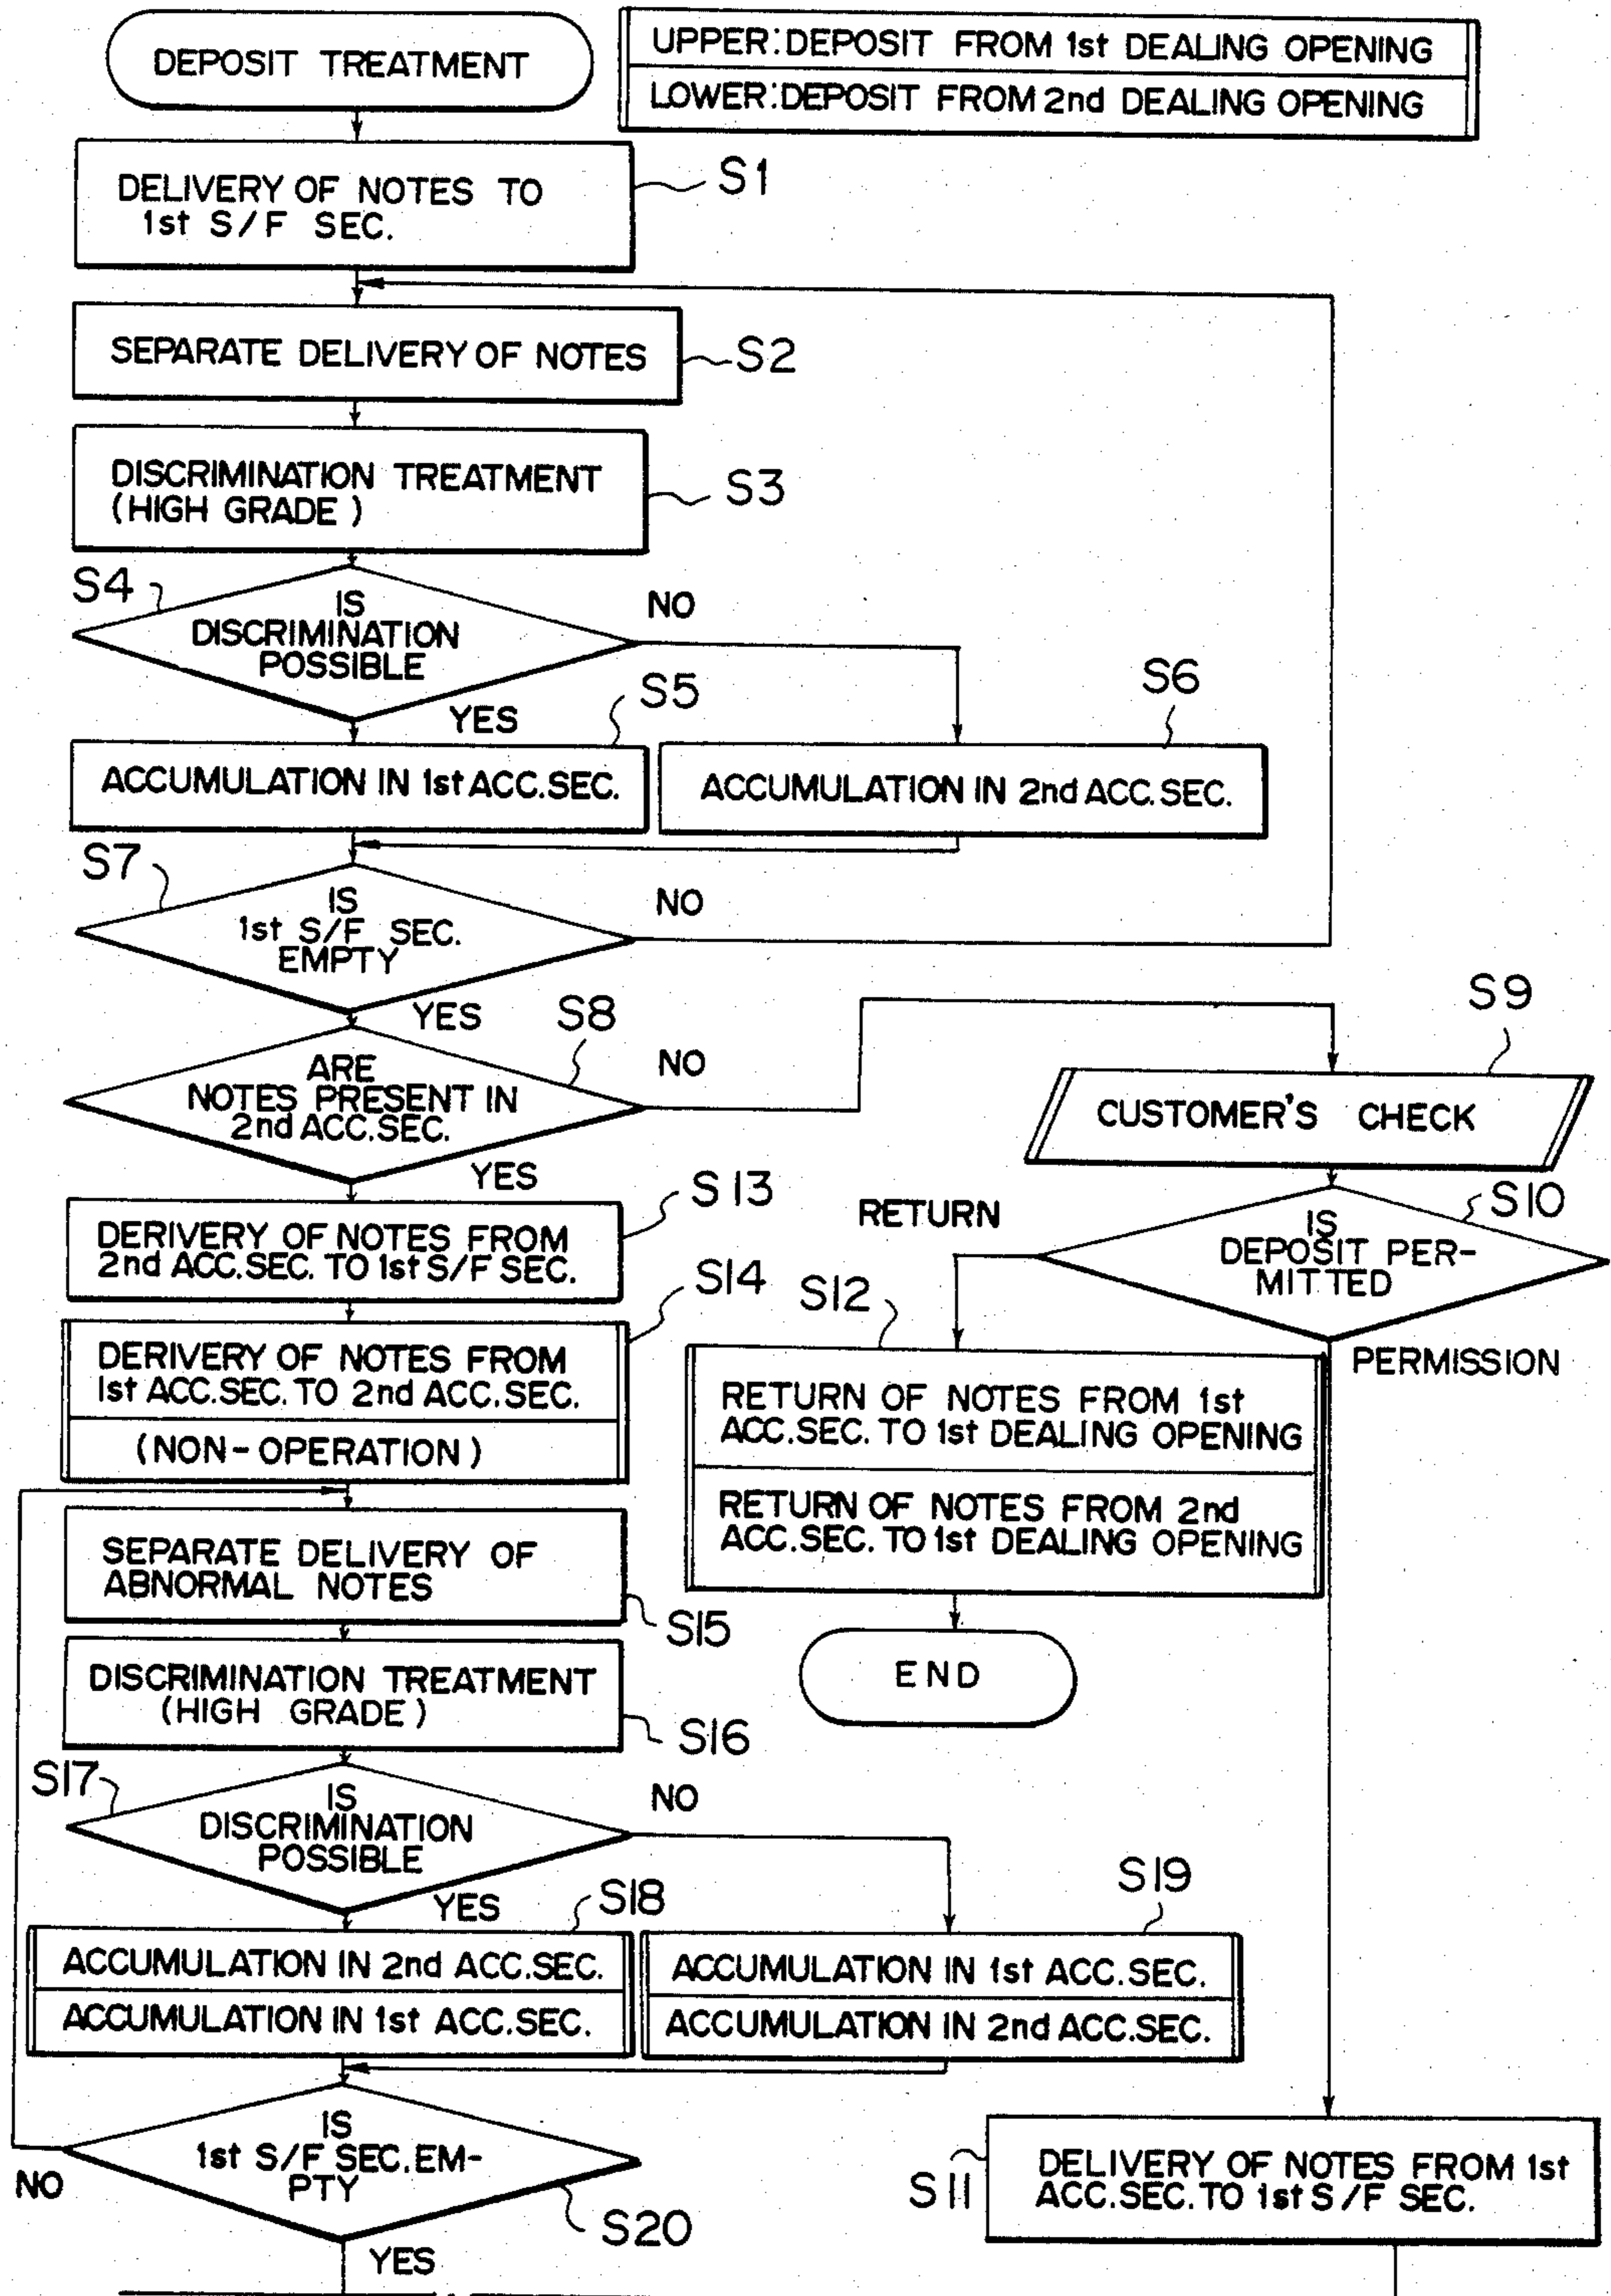 DEPOSIT TREATMENT
UPPER:DEPOSIT FROM 1st DEALING OPENING
LOWER:DEPOSIT FROM 2nd DEALING OPENING
DELIVERY OF NOTES TO
1st S/F SEC.
S1
SEPARATE DELIVERY OF NOTES
S2
DISCRIMINATION TREATMENT
(HIGH GRADE)
S3
S4
IS
DISCRIMINATION
POSSIBLE
NO
YES
S5
S6
ACCUMULATION IN 1st ACC.SEC.
ACCUMULATION IN 2nd ACC.SEC.
S7
IS
1st S/F SEC.
EMPTY
NO
YES
S8
ARE
NOTES PRESENT IN
2nd ACC.SEC.
NO
YES
S9
CUSTOMER'S CHECK
S10
IS
DEPOSIT PER-
MITTED
RETURN
PERMISSION
S13
DERIVERY OF NOTES FROM
2nd ACC.SEC. TO 1st S/F SEC.
S14
DERIVERY OF NOTES FROM
1st ACC.SEC. TO 2nd ACC.SEC.
(NON-OPERATION)
S12
RETURN OF NOTES FROM 1st
ACC.SEC. TO 1st DEALING OPENING
RETURN OF NOTES FROM 2nd
ACC.SEC. TO 1st DEALING OPENING
END
SEPARATE DELIVERY OF
ABNORMAL NOTES
S15
DISCRIMINATION TREATMENT
(HIGH GRADE)
S16
S17
IS
DISCRIMINATION
POSSIBLE
NO
YES
S18
S19
ACCUMULATION IN 2nd ACC.SEC.
ACCUMULATION IN 1st ACC.SEC.
ACCUMULATION IN 1st ACC.SEC.
ACCUMULATION IN 2nd ACC.SEC.
IS
1st S/F SEC.EM-
PTY
NO
S20
YES
S11
DELIVERY OF NOTES FROM 1st
ACC.SEC. TO 1st S/F SEC.